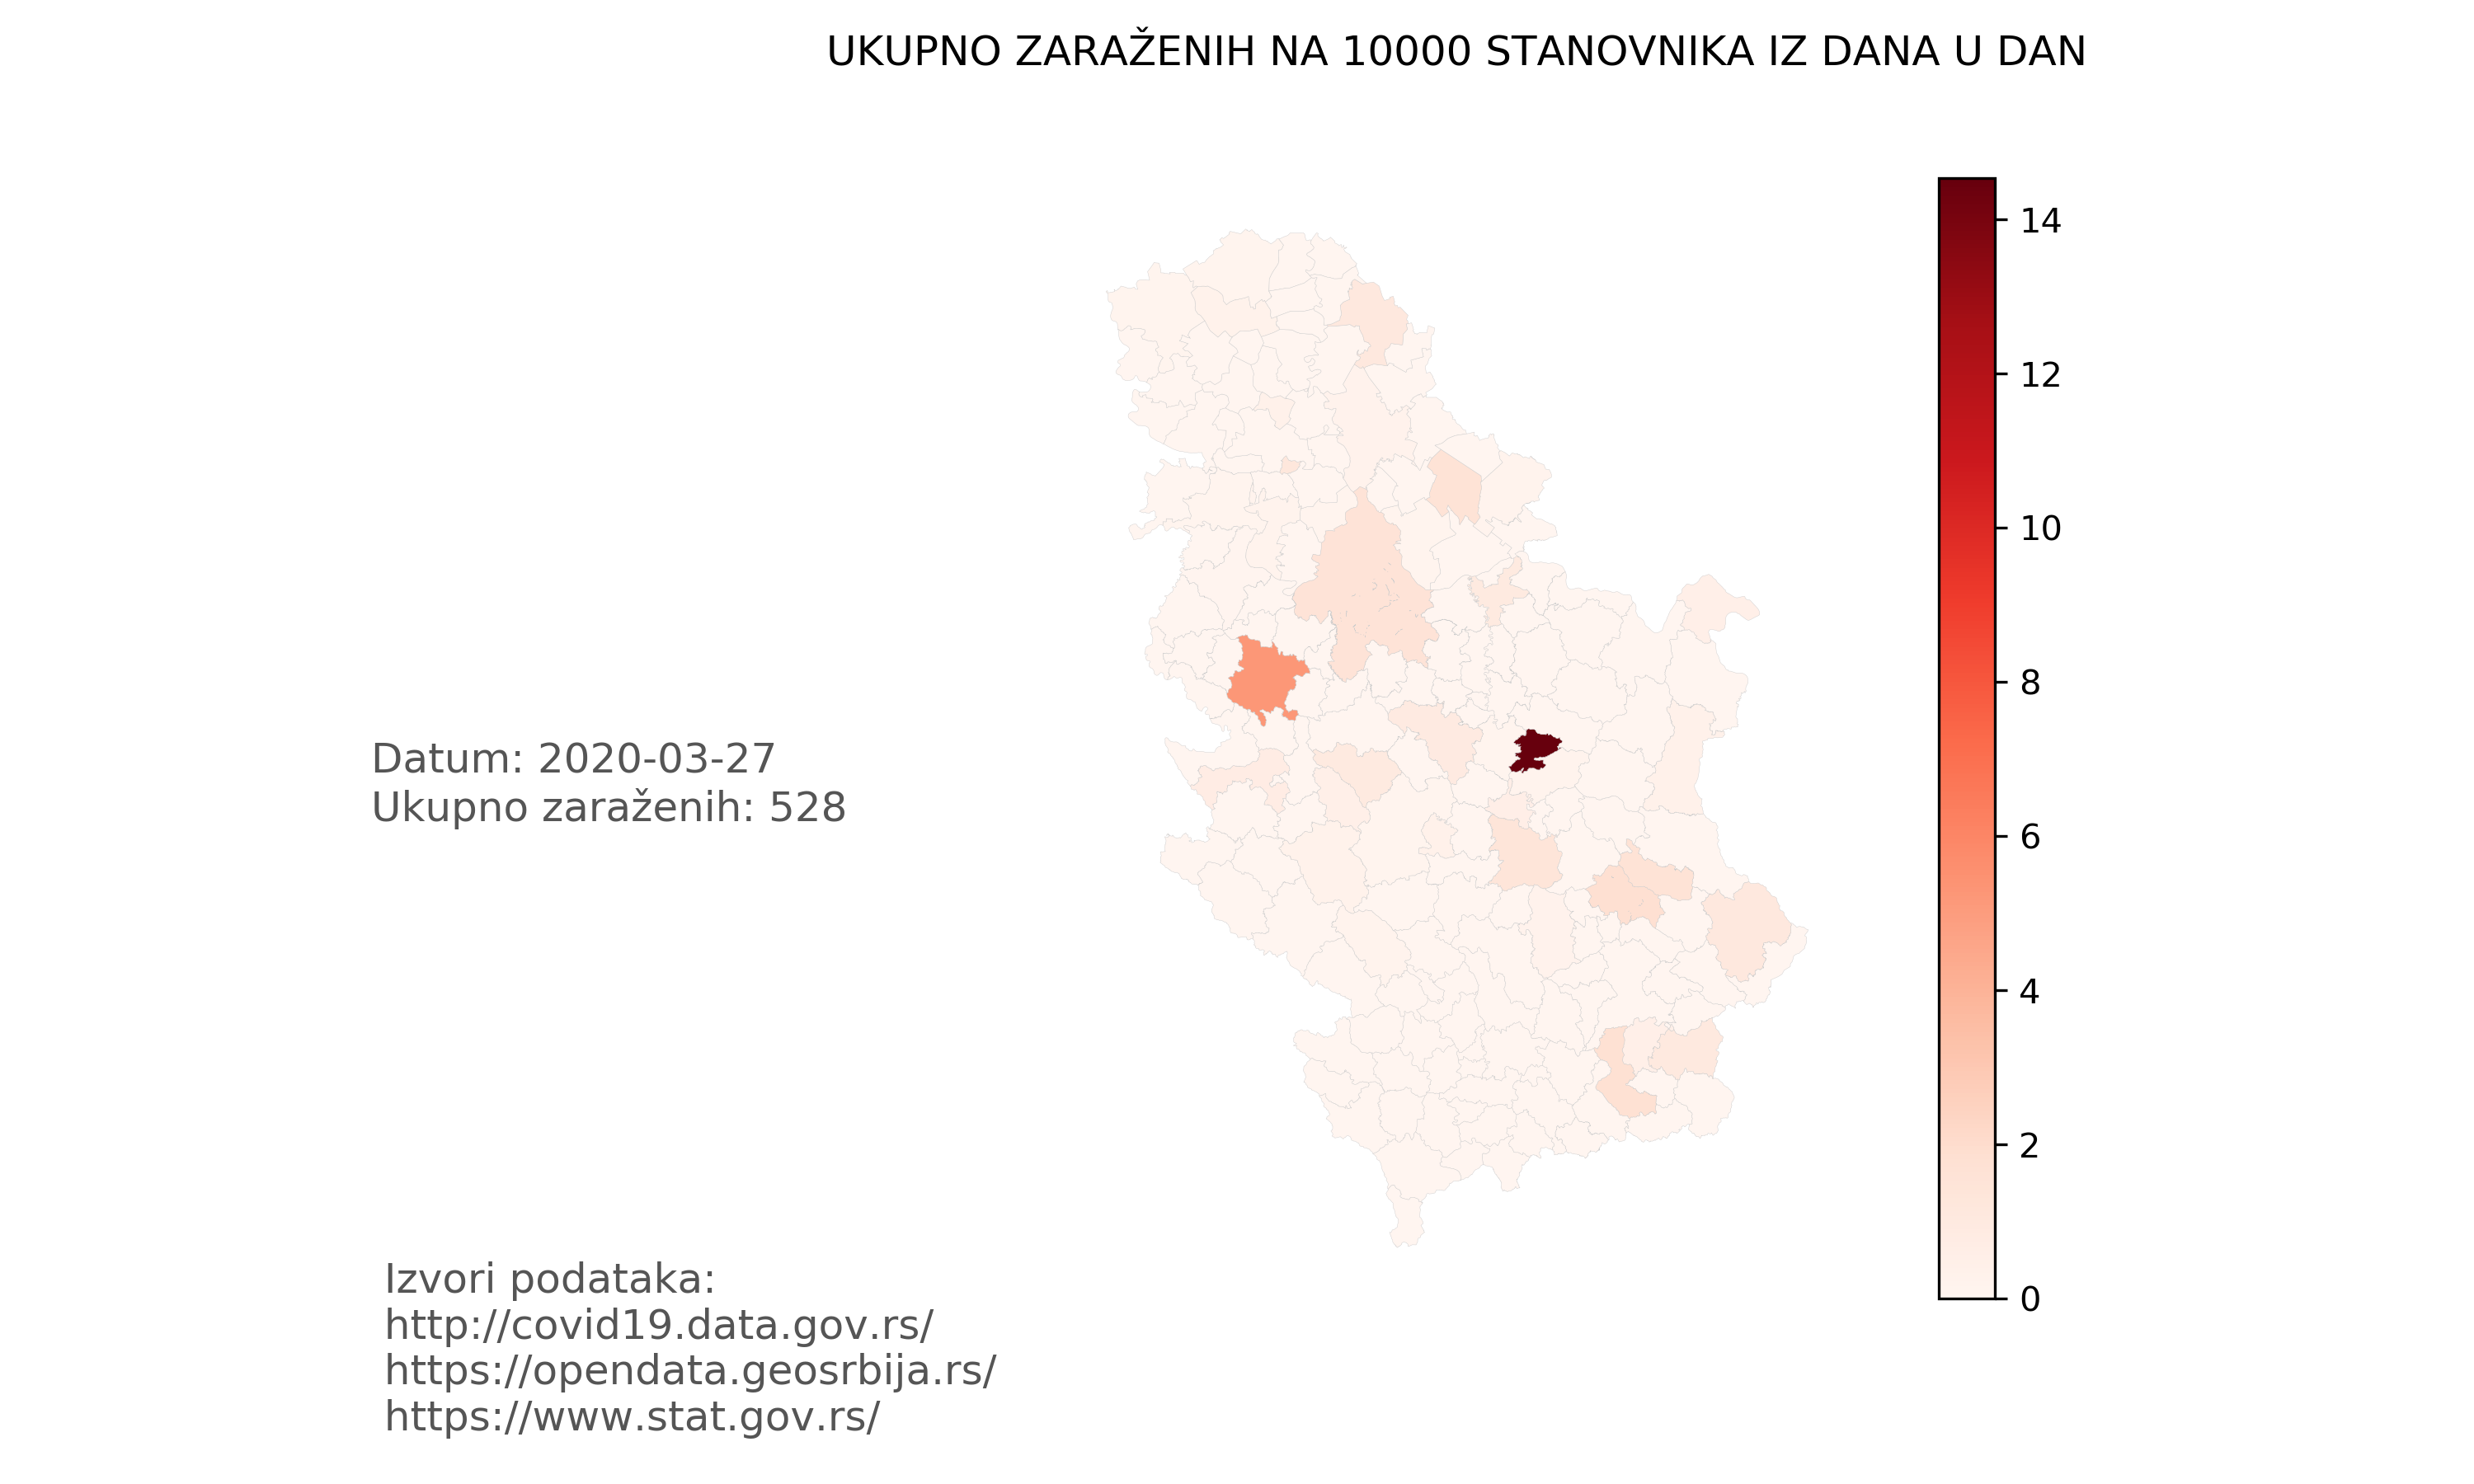 UKUPNO ZARAŽENIH NA 10000 STANOVNIKA IZ DANA U DAN
14
12
10
8
6
4
2
0
Datum: 2020-03-27
Ukupno zaraženih: 528
Izvori podataka:
http://covid19.data.gov.rs/
https://opendata.geosrbija.rs/
https://www.stat.gov.rs/